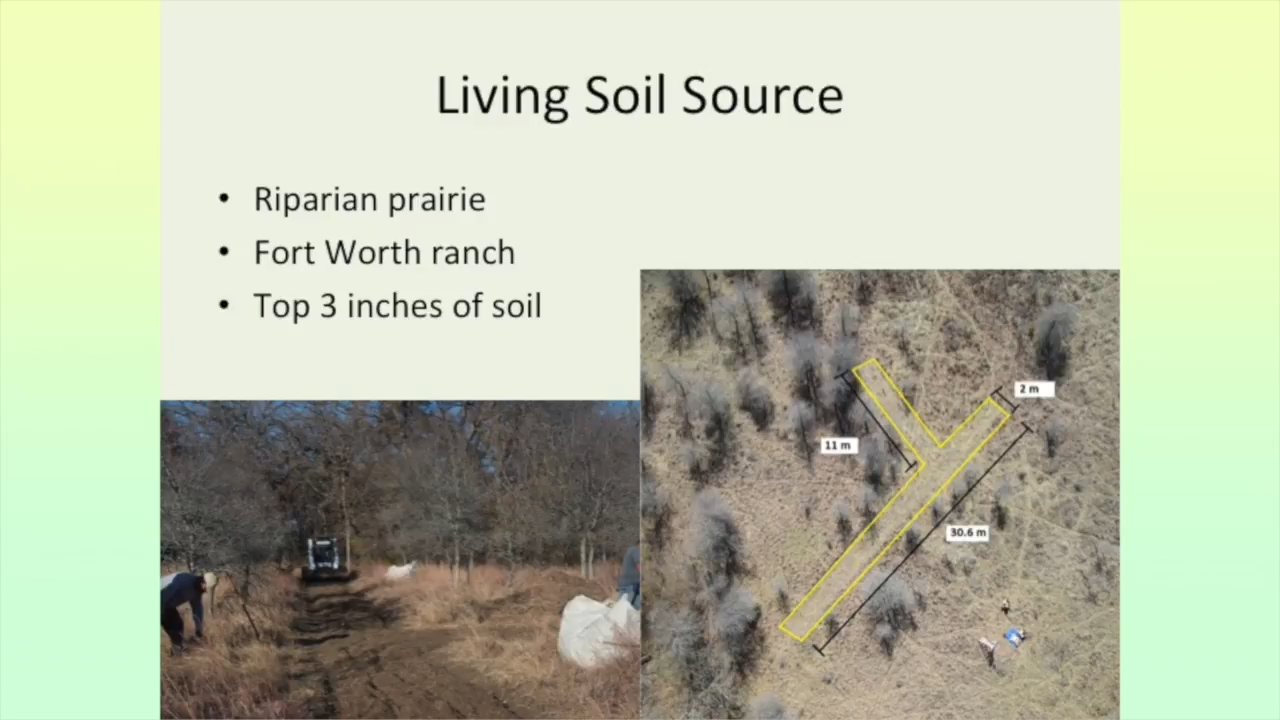 Living Soil Source
• Riparian prairie
• Fort Worth ranch
• Top 3 inches of soil
2 m
11 m
30.6 m